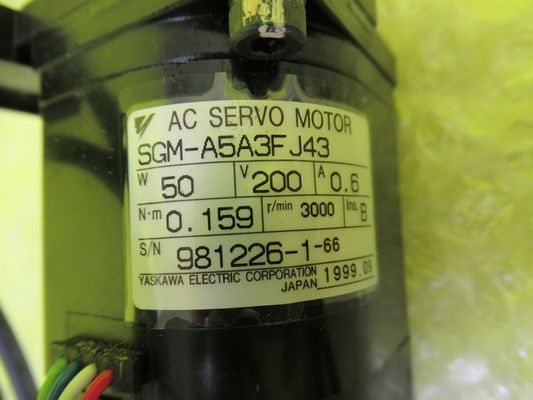 AC SERVO MOTOR
SGM-A5A3FJ43
W 50 V 200 A 0.6
N·m 0.159 r/min 3000 Ins. B
S/N 981226-1-66
YASKAWA ELECTRIC CORPORATION
JAPAN 1999.09